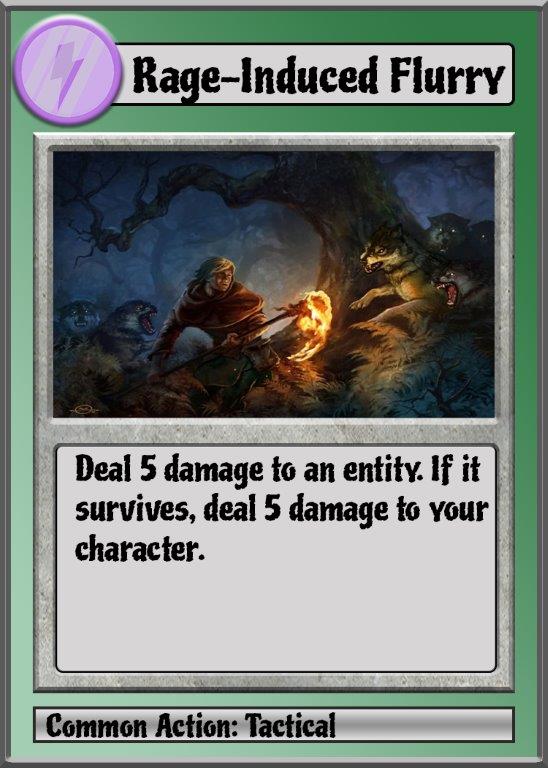 Rage-Induced Flurry
Deal 5 damage to an entity. If it
survives, deal 5 damage to your
character.
Common Action: Tactical